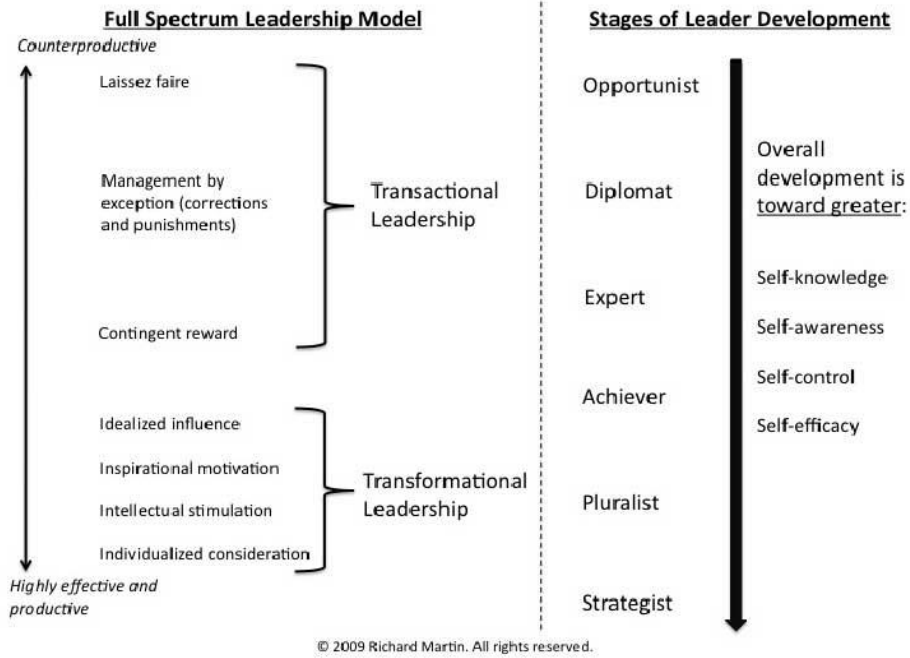 Full Spectrum Leadership Model
Counterproductive
Laissez faire
Management by
exception (corrections
and punishments)
Contingent reward
Transactional
Leadership
Idealized influence
Inspirational motivation
Intellectual stimulation
Individualized consideration
Transformational
Leadership
Highly effective and
productive
Stages of Leader Development
Opportunist
Diplomat
Expert
Achiever
Pluralist
Strategist
Overall
development is
toward greater:
Self-knowledge
Self-awareness
Self-control
Self-efficacy
© 2009 Richard Martin. All rights reserved.